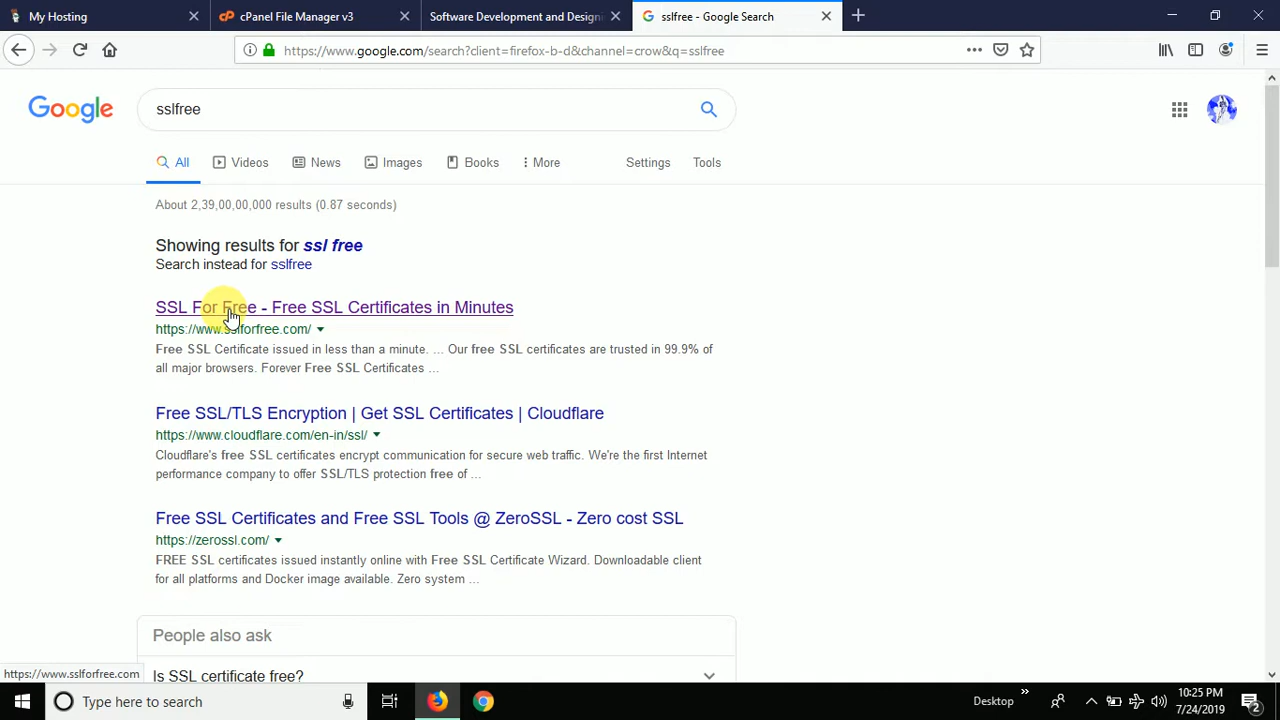 My Hosting
cPanel File Manager v3
Software Development and Designi
sslfree - Google Search
https://www.google.com/search?client=firefox-b-d&channel=crow&q=sslfree
Google
sslfree
All
Videos
News
Images
Books
More
Settings
Tools
About 2,39,00,00,000 results (0.87 seconds)
Showing results for ssl free
Search instead for sslfree
SSL For Free - Free SSL Certificates in Minutes
https://www.sslforfree.com/
Free SSL Certificate issued in less than a minute. ... Our free SSL certificates are trusted in 99.9% of
all major browsers. Forever Free SSL Certificates ...
Free SSL/TLS Encryption | Get SSL Certificates | Cloudflare
https://www.cloudflare.com/en-in/ssl/
Cloudflare's free SSL certificates encrypt communication for secure web traffic. We're the first Internet
performance company to offer SSL/TLS protection free of ...
Free SSL Certificates and Free SSL Tools @ ZeroSSL - Zero cost SSL
https://zerossl.com/
FREE SSL certificates issued instantly online with Free SSL Certificate Wizard. Downloadable client
for all platforms and Docker image available. Zero system ...
People also ask
Is SSL certificate free?
https://www.sslforfree.com
Type here to search
Desktop
10:25 PM
7/24/2019
2